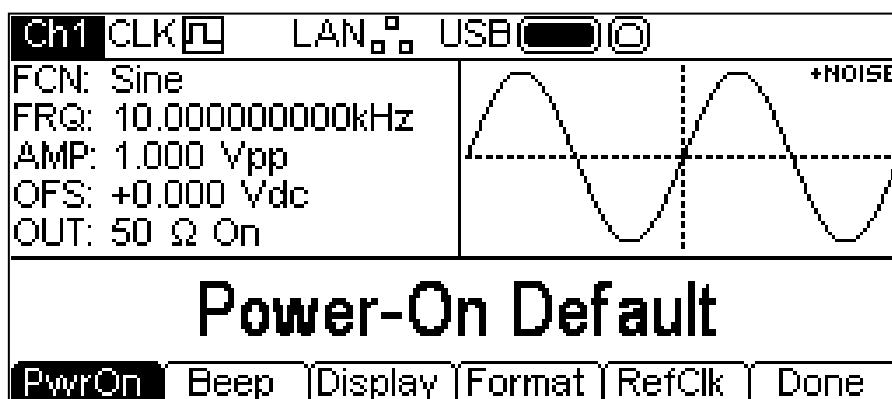 Ch1 CLK LAN USB
FCN: Sine
FRQ: 10.000000000kHz
AMP: 1.000 Vpp
OFS: +0.000 Vdc
OUT: 50 Ω On
+NOISE
Power-On Default
PwrOn Beep Display Format RefClk Done